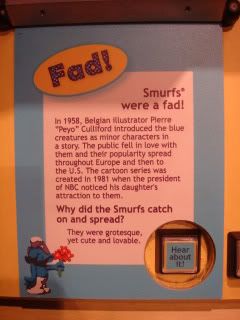 Fad!
Smurfs®
were a fad!
In 1958, Belgian illustrator Pierre
"Peyo" Culliford introduced the blue
creatures as minor characters in
a story. The public fell in love with
them and their popularity spread
throughout Europe and then to
the U.S. The cartoon series was
created in 1981 when the president
of NBC noticed his daughter's
attraction to them.
Why did the Smurfs catch
on and spread?
They were grotesque,
yet cute and lovable.
Hear
about
it!